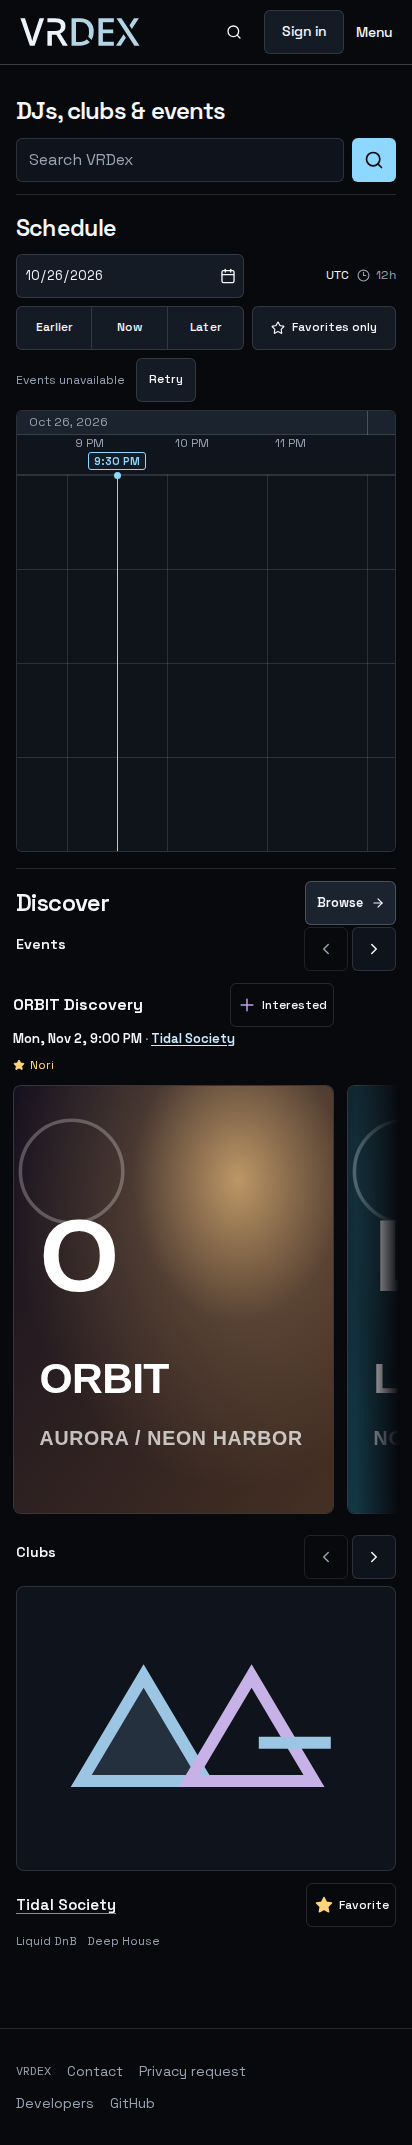 VRDEX
Sign in
Menu
DJs, clubs & events
Search VRDex
Schedule
10/26/2026
UTC
12h
Earlier
Now
Later
Favorites only
Events unavailable
Retry
Oct 26, 2026
9 PM
10 PM
11 PM
9:30 PM
Discover
Browse
Events
ORBIT Discovery
Interested
Mon, Nov 2, 9:00 PM · Tidal Society
Nori
O
ORBIT
AURORA / NEON HARBOR
Clubs
Tidal Society
Favorite
Liquid DnB Deep House
VRDEX Contact Privacy request
Developers GitHub